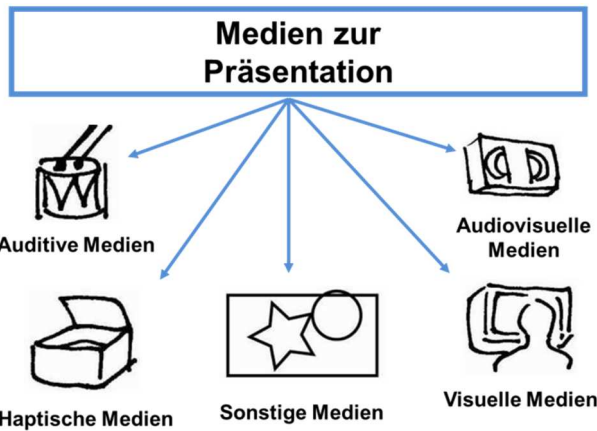 Medien zur
Präsentation
Auditive Medien
Audiovisuelle
Medien
Haptische Medien
Sonstige Medien
Visuelle Medien